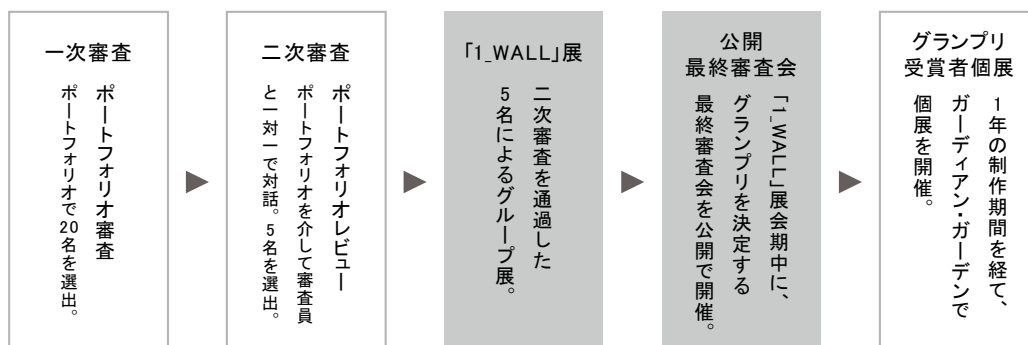 一次審査
ポートフォリオ審査
ポートフォリオで20名を選出。
二次審査
ポートフォリオレビュー
ポートフォリオを介して審査員
と一対一で対話。5名を選出。
「1_WALL」展
二次審査を通過した
5名によるグループ展。
公開
最終審査会
「1_WALL」展会期中に、
グランプリを決定する
最終審査会を公開で開催。
グランプリ
受賞者個展
1年の制作期間を経て、
ガーディアン・ガーデンで
個展を開催。